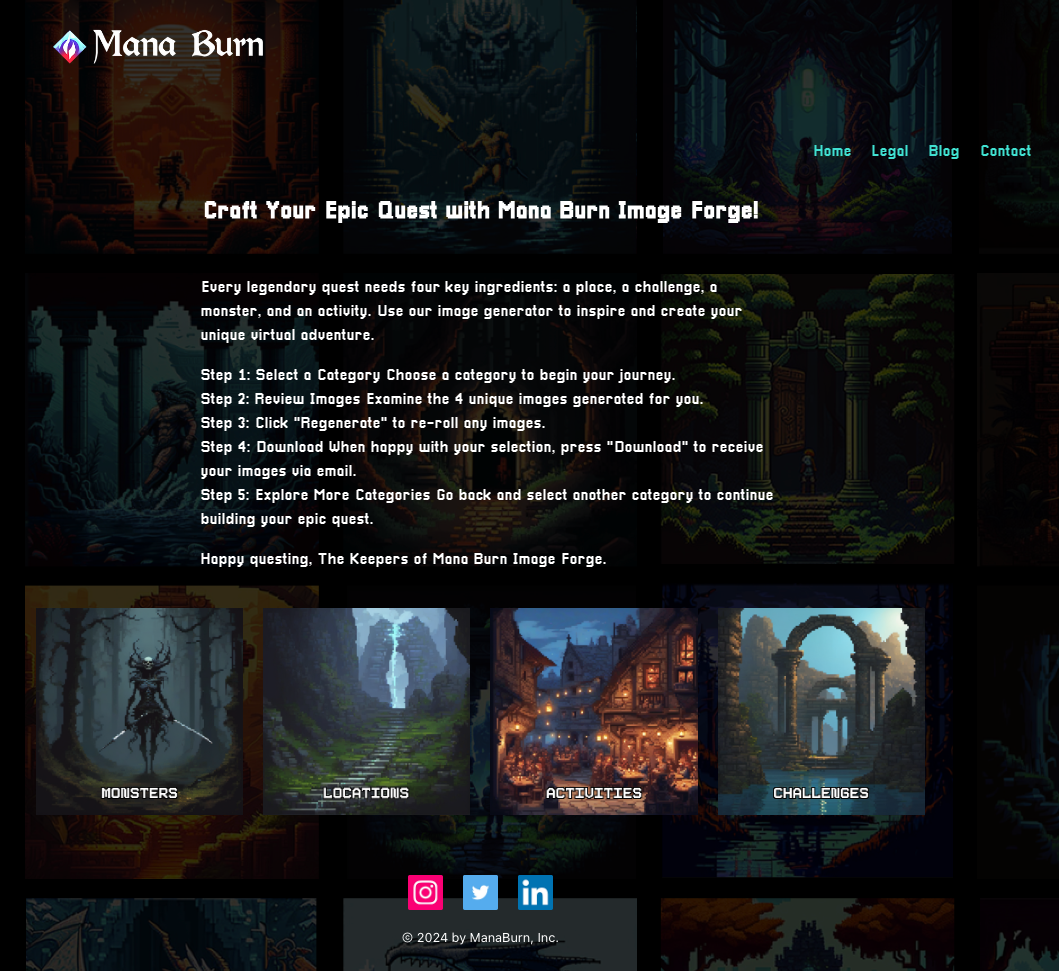 Mana Burn
Home Legal Blog Contact
Craft Your Epic Quest with Mana Burn Image Forge!
Every legendary quest needs four key ingredients: a place, a challenge, a
monster, and an activity. Use our image generator to inspire and create your
unique virtual adventure.
Step 1: Select a Category Choose a category to begin your journey.
Step 2: Review Images Examine the 4 unique images generated for you.
Step 3: Click "Regenerate" to re-roll any images.
Step 4: Download When happy with your selection, press "Download" to receive
your images via email.
Step 5: Explore More Categories Go back and select another category to continue
building your epic quest.
Happy questing, The Keepers of Mana Burn Image Forge.
MONSTERS
LOCATIONS
ACTIVITIES
CHALLENGES
in
© 2024 by ManaBurn, Inc.